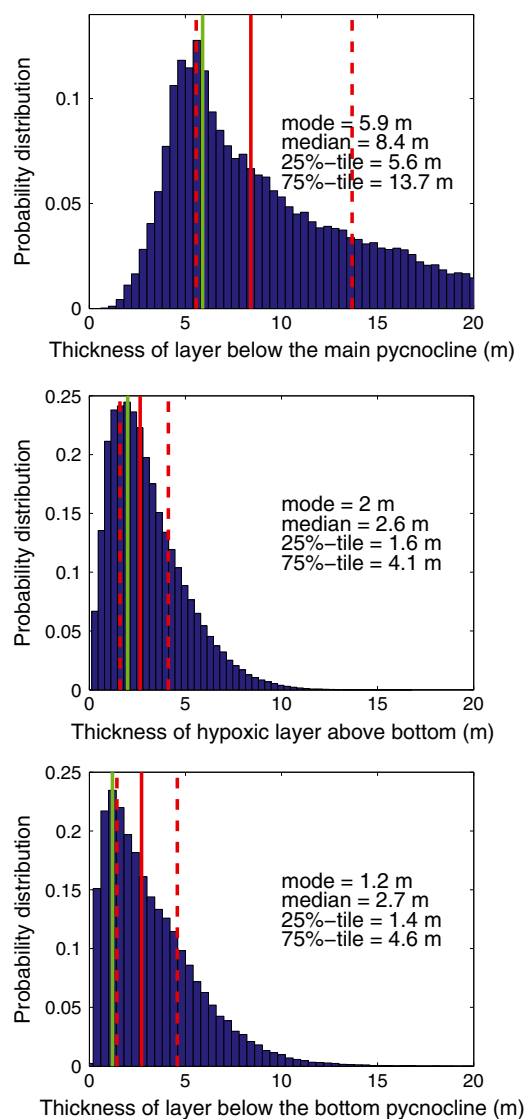 0.1
0.05
0
Probability distribution
mode = 5.9 m
median = 8.4 m
25%-tile = 5.6 m
75%-tile = 13.7 m
0 5 10 15 20
Thickness of layer below the main pycnocline (m)
0.25
0.2
0.15
0.1
0.05
0
Probability distribution
mode = 2 m
median = 2.6 m
25%-tile = 1.6 m
75%-tile = 4.1 m
0 5 10 15 20
Thickness of hypoxic layer above bottom (m)
0.25
0.2
0.15
0.1
0.05
0
Probability distribution
mode = 1.2 m
median = 2.7 m
25%-tile = 1.4 m
75%-tile = 4.6 m
0 5 10 15 20
Thickness of layer below the bottom pycnocline (m)